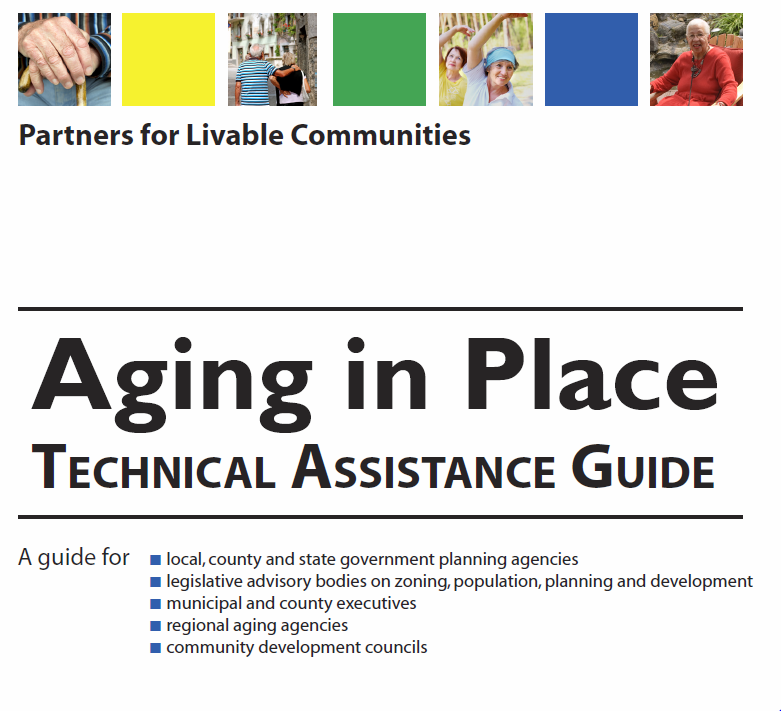 Partners for Livable Communities
Aging in Place
TECHNICAL ASSISTANCE GUIDE
A guide for
■ local, county and state government planning agencies
■ legislative advisory bodies on zoning, population, planning and development
■ municipal and county executives
■ regional aging agencies
■ community development councils